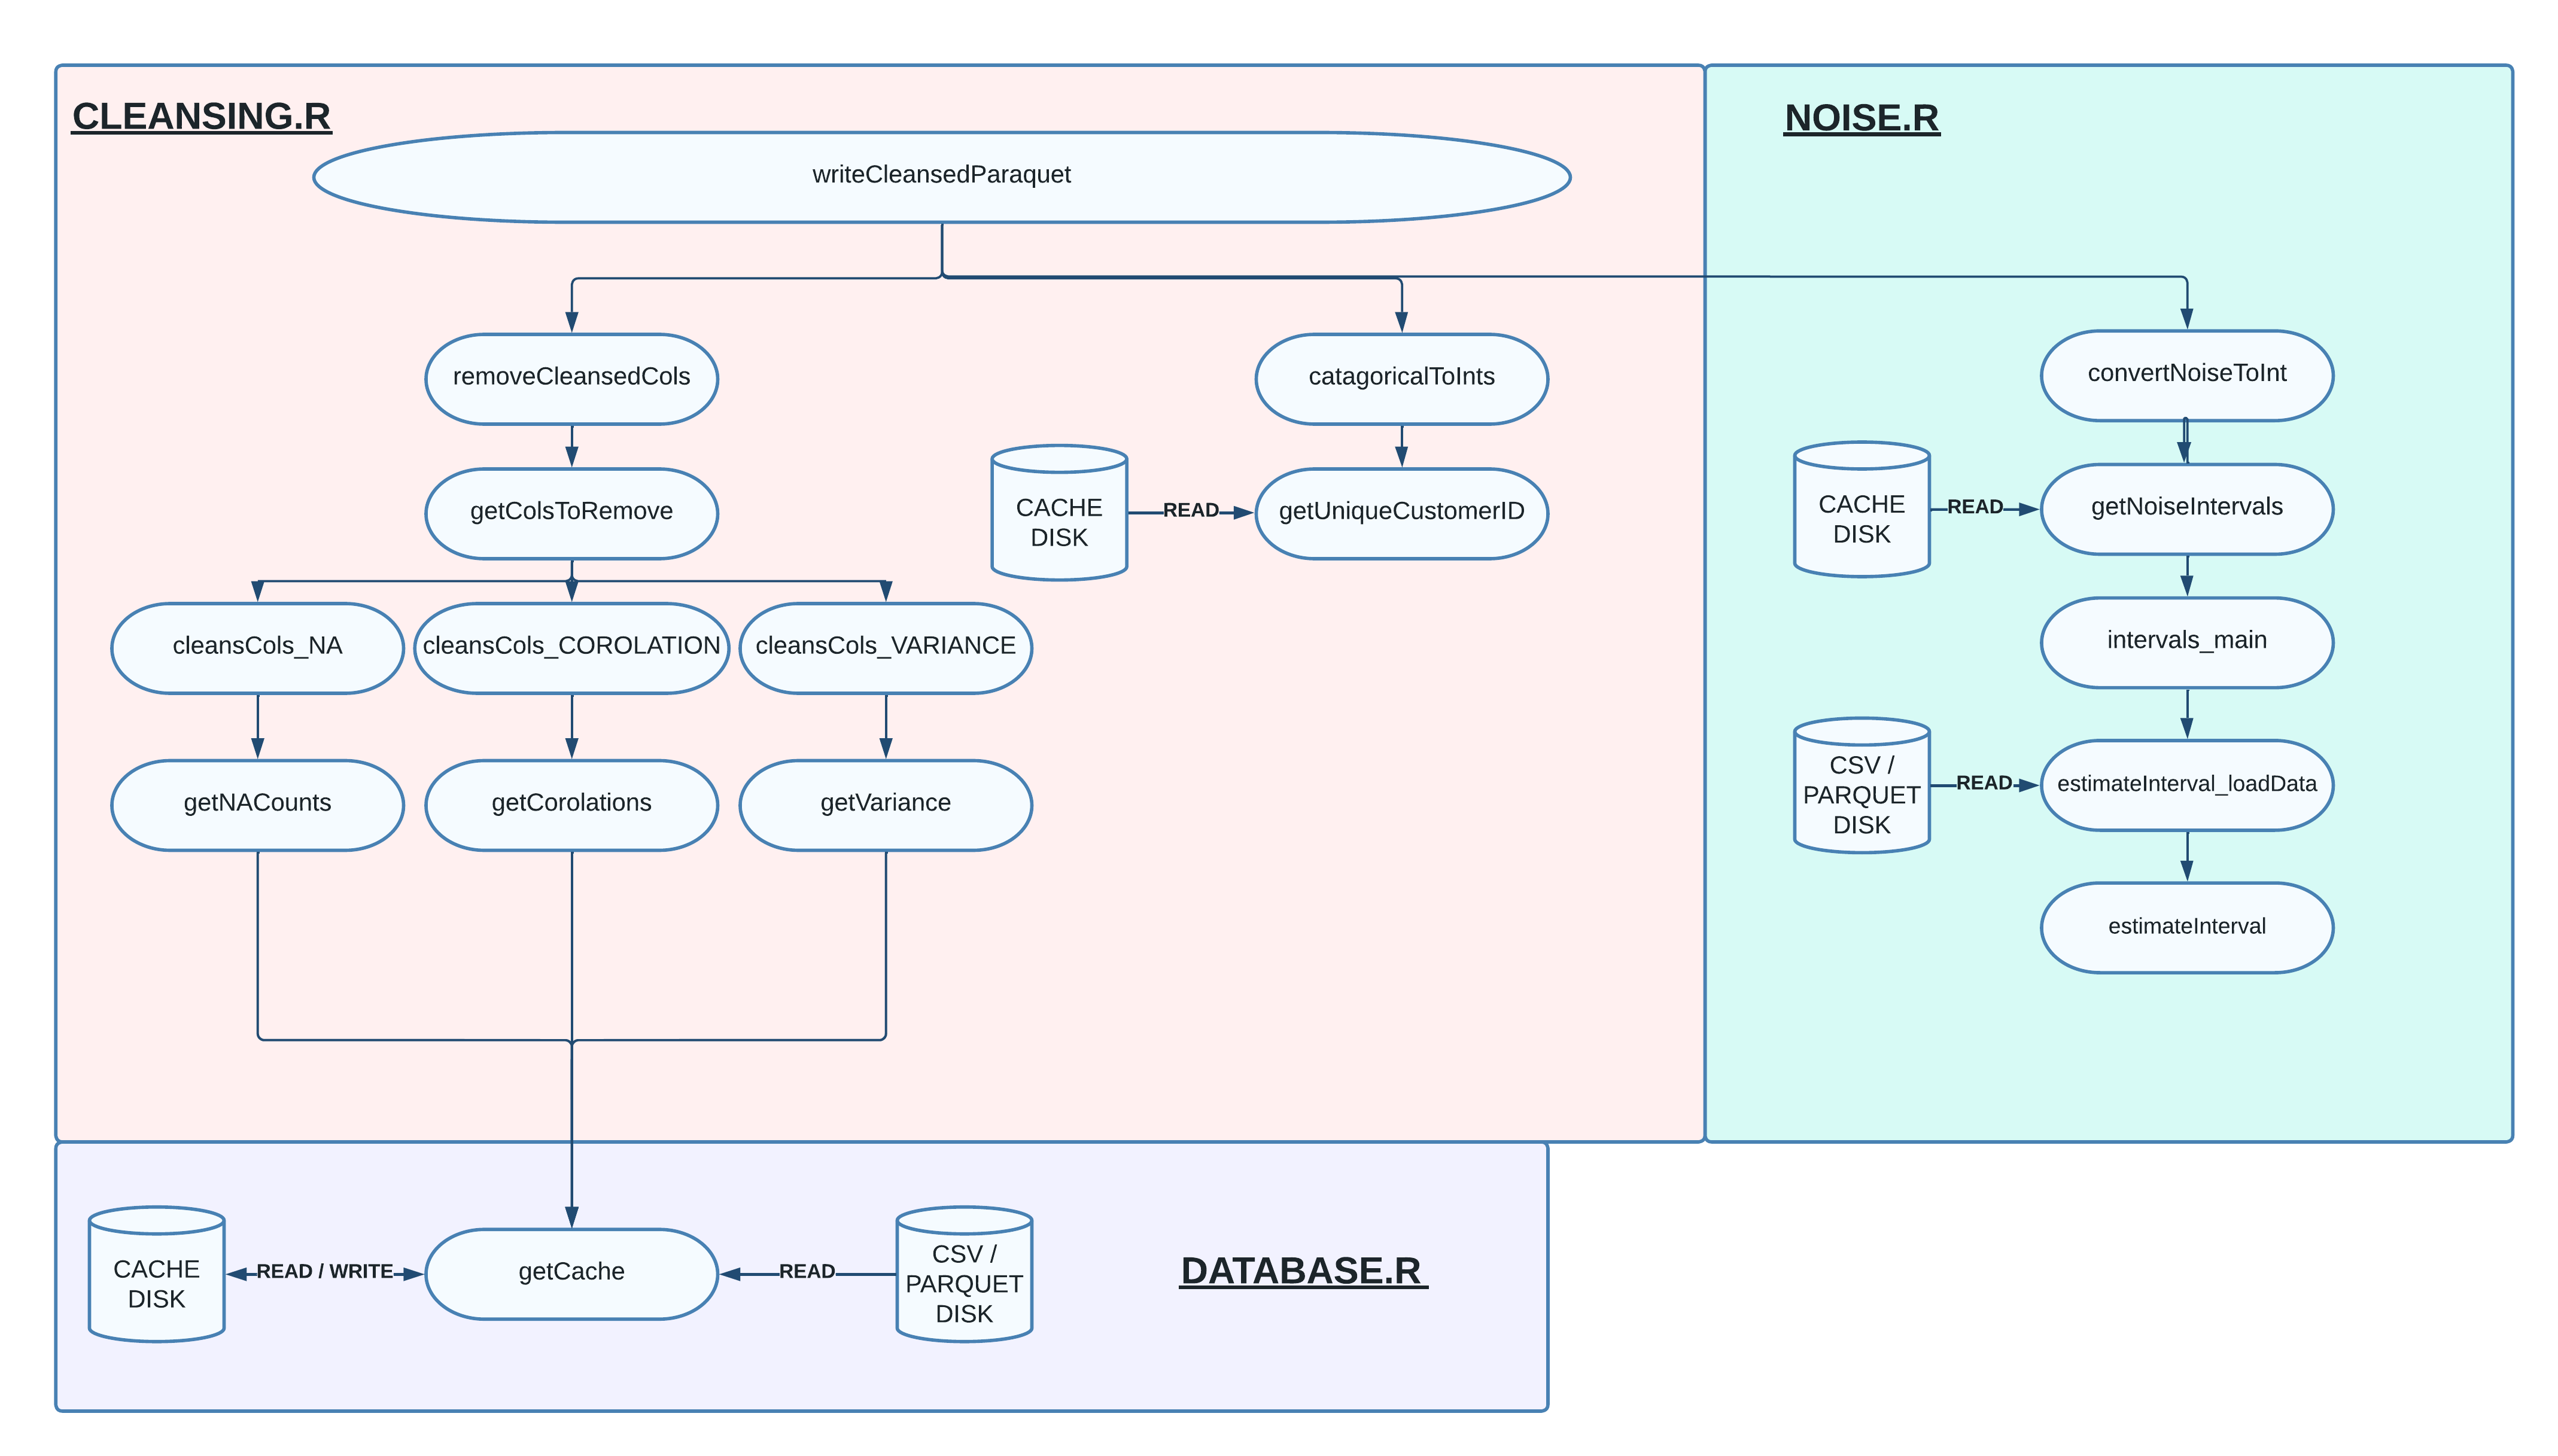 CLEANSING.R
NOISE.R
writeCleansedParaquet
removeCleansedCols
catagoricalToInts
convertNoiseToInt
getColsToRemove
CACHE
DISK
READ
getUniqueCustomerID
CACHE
DISK
READ
getNoiseIntervals
cleansCols_NA
cleansCols_COROLATION
cleansCols_VARIANCE
intervals_main
getNACounts
getCorolations
getVariance
CSV /
PARQUET
DISK
READ
estimateInterval_loadData
estimateInterval
CACHE
DISK
READ / WRITE
getCache
READ
CSV /
PARQUET
DISK
DATABASE.R